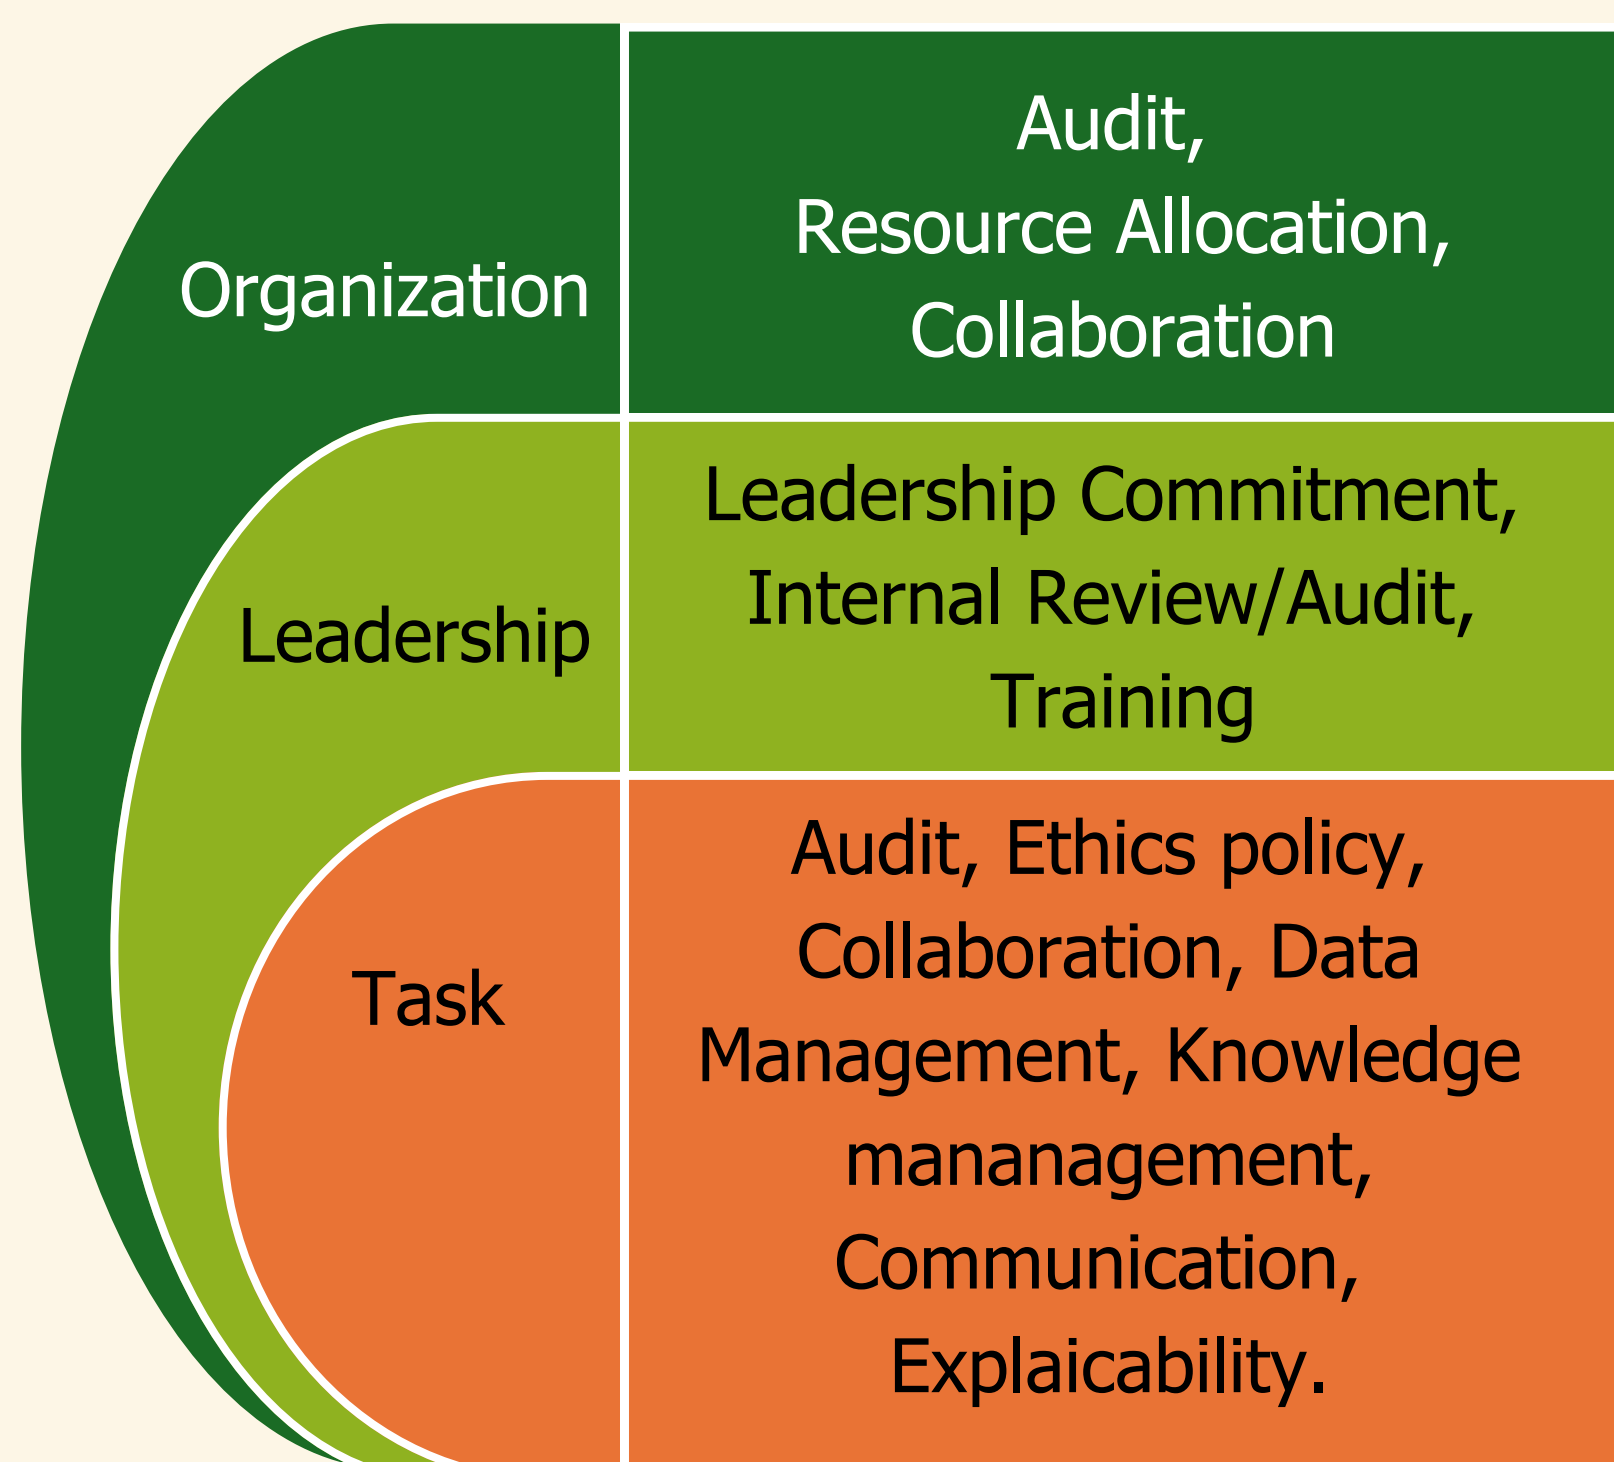 Organization
Audit,
Resource Allocation,
Collaboration
Leadership
Leadership Commitment,
Internal Review/Audit,
Training
Task
Audit, Ethics policy,
Collaboration, Data
Management, Knowledge
mananagement,
Communication,
Explaicability.